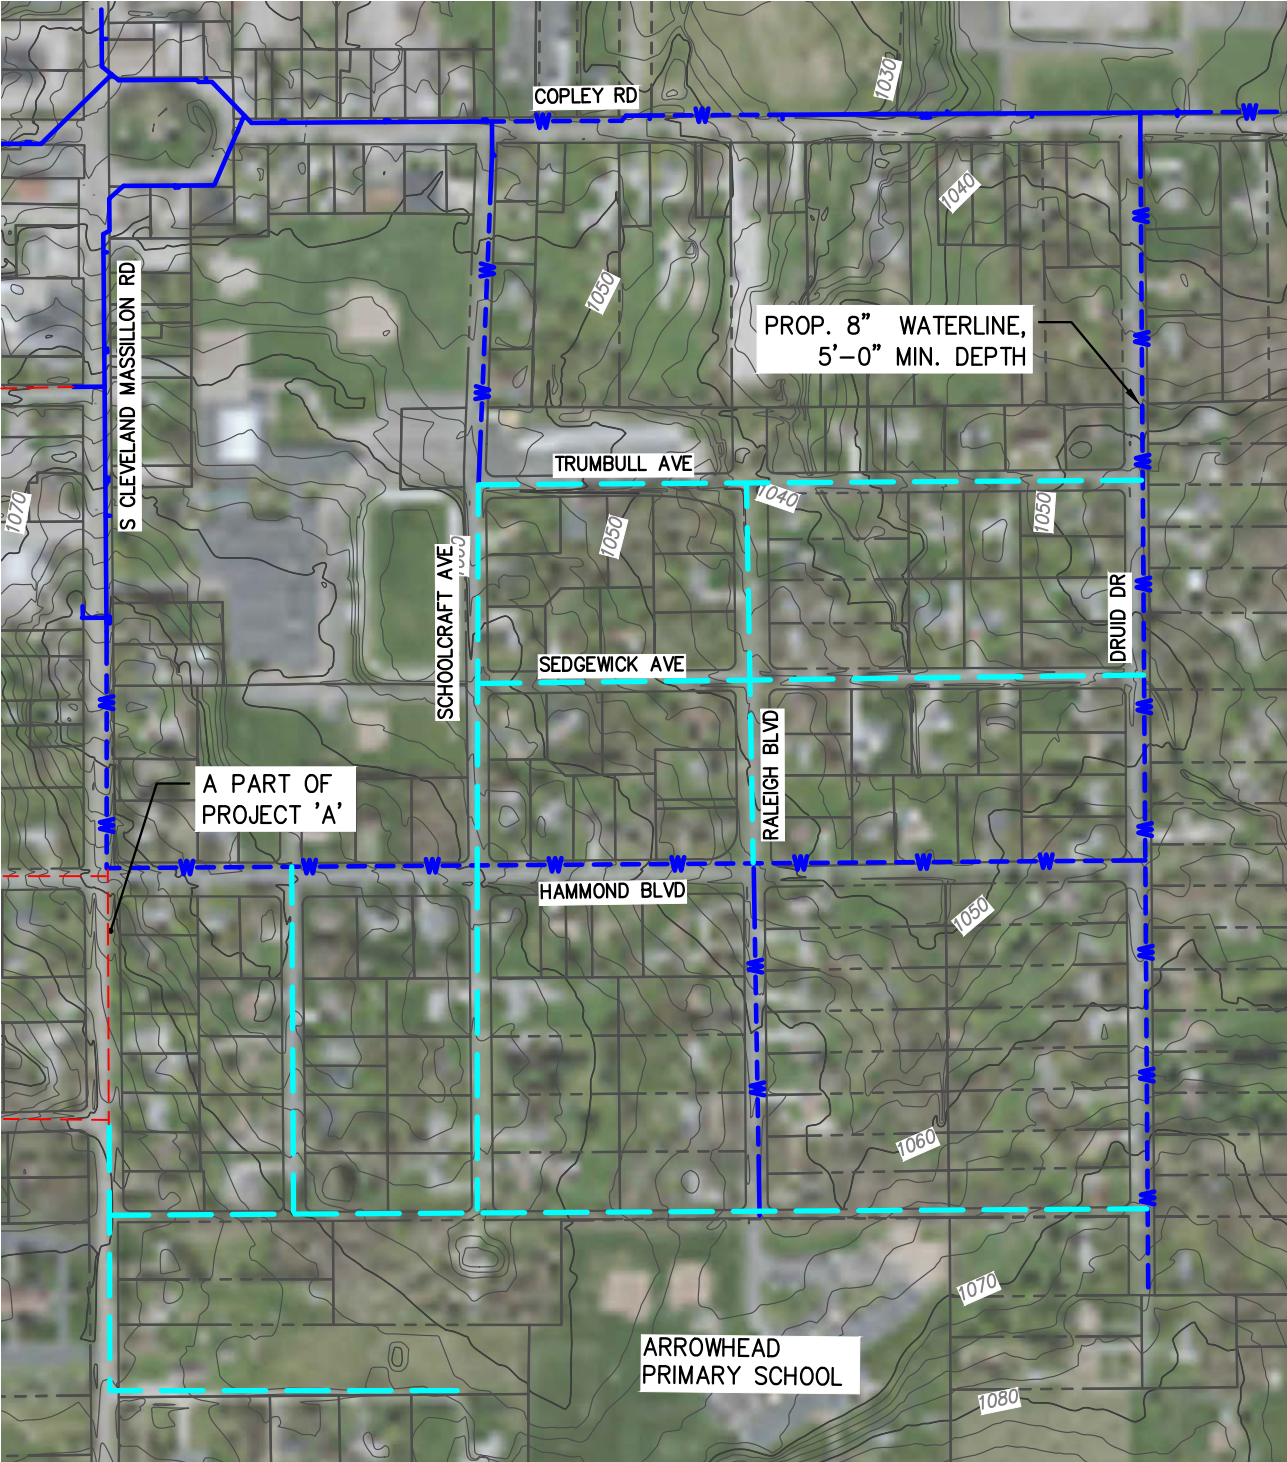 1030
COPLEY RD
W
W
W
1040
W
W
1050
S CLEVELAND MASSILLON RD
PROP. 8" WATERLINE,
5'-0" MIN. DEPTH
W
W
TRUMBULL AVE
W
1070
1040
1050
1050
SCHOOLCRAFT AVE
W
DRUID DR
SEDGEWICK AVE
W
W
RALEIGH BLVD
A PART OF
PROJECT 'A'
W
W
W
W
W
W
W
W
W
W
HAMMOND BLVD
1050
W
W
W
W
1060
W
1070
ARROWHEAD
PRIMARY SCHOOL
1080